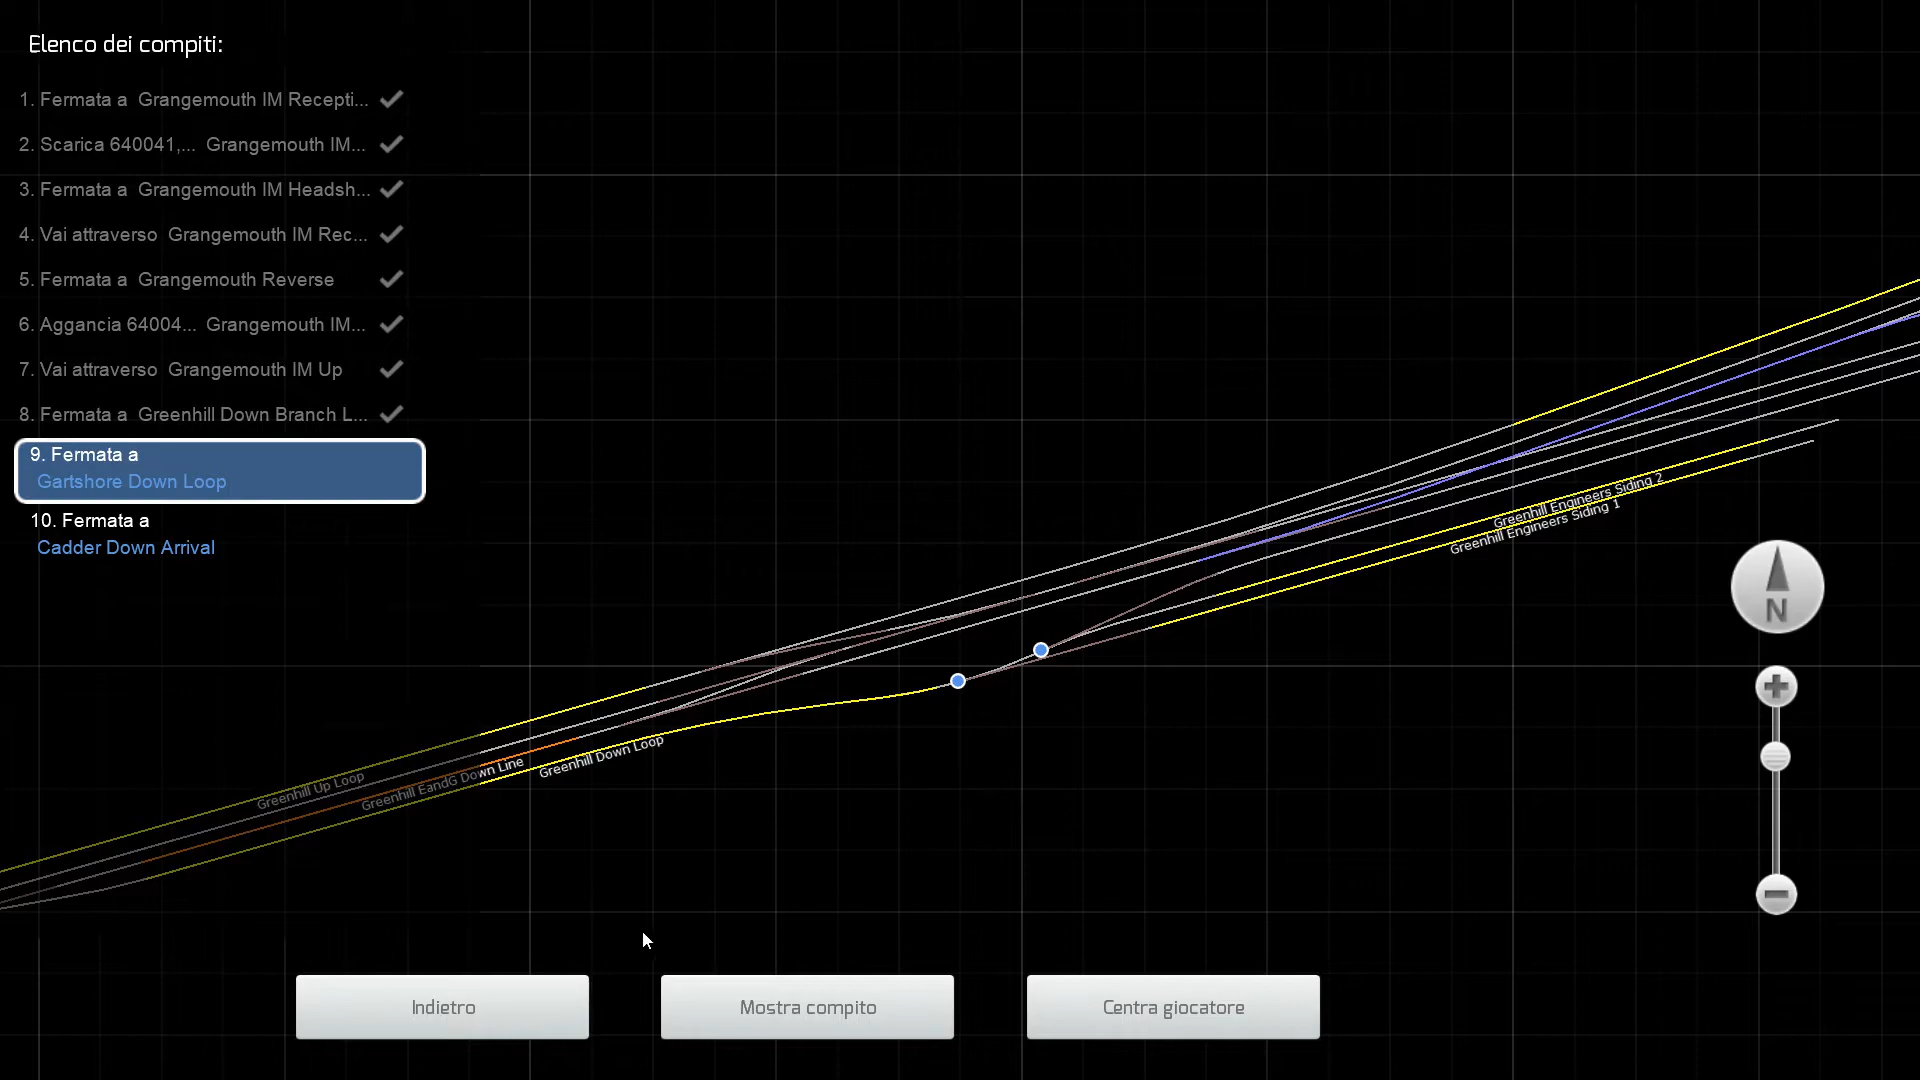 Elenco dei compiti:
1. Fermata a  Grangemouth IM Recepti...
2. Scarica 640041,...  Grangemouth IM...
3. Fermata a  Grangemouth IM Headsh...
4. Vai attraverso  Grangemouth IM Rec...
5. Fermata a  Grangemouth Reverse
6. Aggancia 64004...  Grangemouth IM...
7. Vai attraverso  Grangemouth IM Up
8. Fermata a  Greenhill Down Branch L...
9. Fermata a
Gartshore Down Loop
10. Fermata a
Cadder Down Arrival
Greenhill Engineers Siding 2
Greenhill Engineers Siding 1
Greenhill Down Loop
Greenhill EandG Down Line
Greenhill Up Loop
N
Indietro
Mostra compito
Centra giocatore